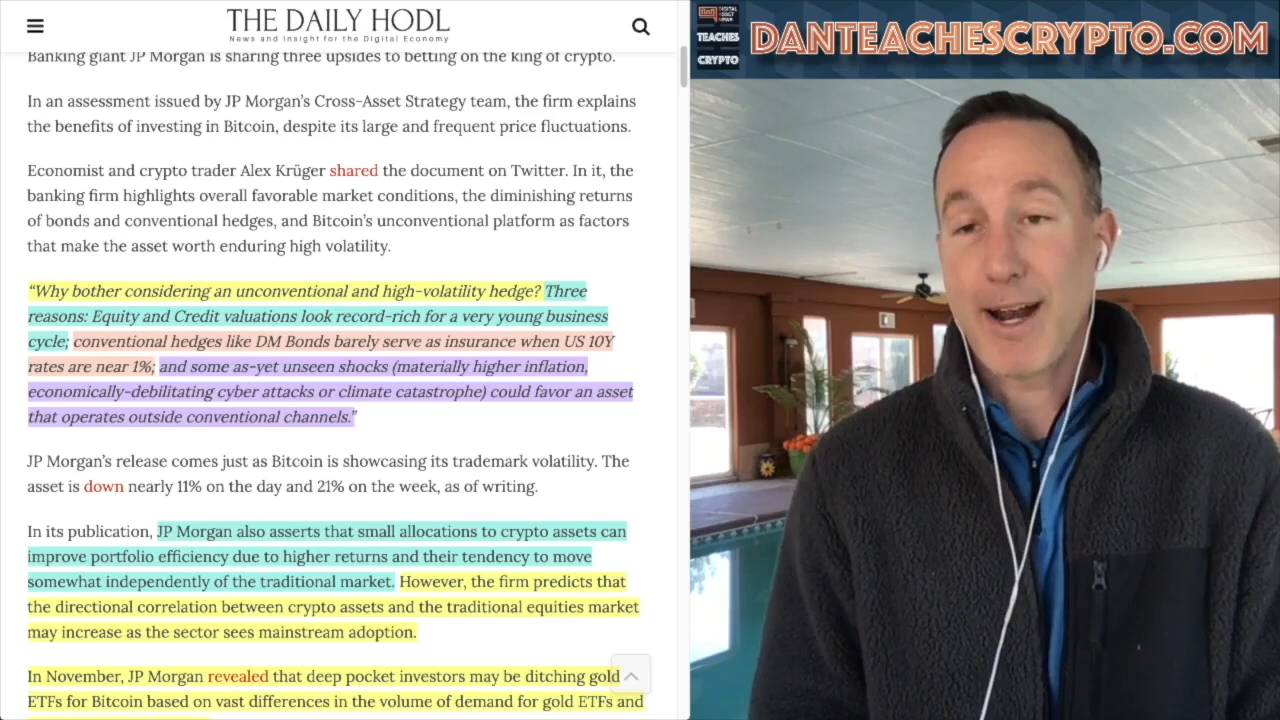 THE DAILY HODL
News and Insight for the Digital Economy
Banking giant JP Morgan is sharing three upsides to betting on the king of crypto.
In an assessment issued by JP Morgan’s Cross-Asset Strategy team, the firm explains
the benefits of investing in Bitcoin, despite its large and frequent price fluctuations.
Economist and crypto trader Alex Krüger shared the document on Twitter. In it, the
banking firm highlights overall favorable market conditions, the diminishing returns
of bonds and conventional hedges, and Bitcoin’s unconventional platform as factors
that make the asset worth enduring high volatility.
“Why bother considering an unconventional and high-volatility hedge? Three
reasons: Equity and Credit valuations look record-rich for a very young business
cycle; conventional hedges like DM Bonds barely serve as insurance when US 10Y
rates are near 1%; and some as-yet unseen shocks (materially higher inflation,
economically-debilitating cyber attacks or climate catastrophe) could favor an asset
that operates outside conventional channels.”
JP Morgan’s release comes just as Bitcoin is showcasing its trademark volatility. The
asset is down nearly 11% on the day and 21% on the week, as of writing.
In its publication, JP Morgan also asserts that small allocations to crypto assets can
improve portfolio efficiency due to higher returns and their tendency to move
somewhat independently of the traditional market. However, the firm predicts that
the directional correlation between crypto assets and the traditional equities market
may increase as the sector sees mainstream adoption.
In November, JP Morgan revealed that deep pocket investors may be ditching gold
ETFs for Bitcoin based on vast differences in the volume of demand for gold ETFs and
DIGITAL
ASSET
NEWS
TEACHES
CRYPTO
DANTEACHESCRYPTO.COM